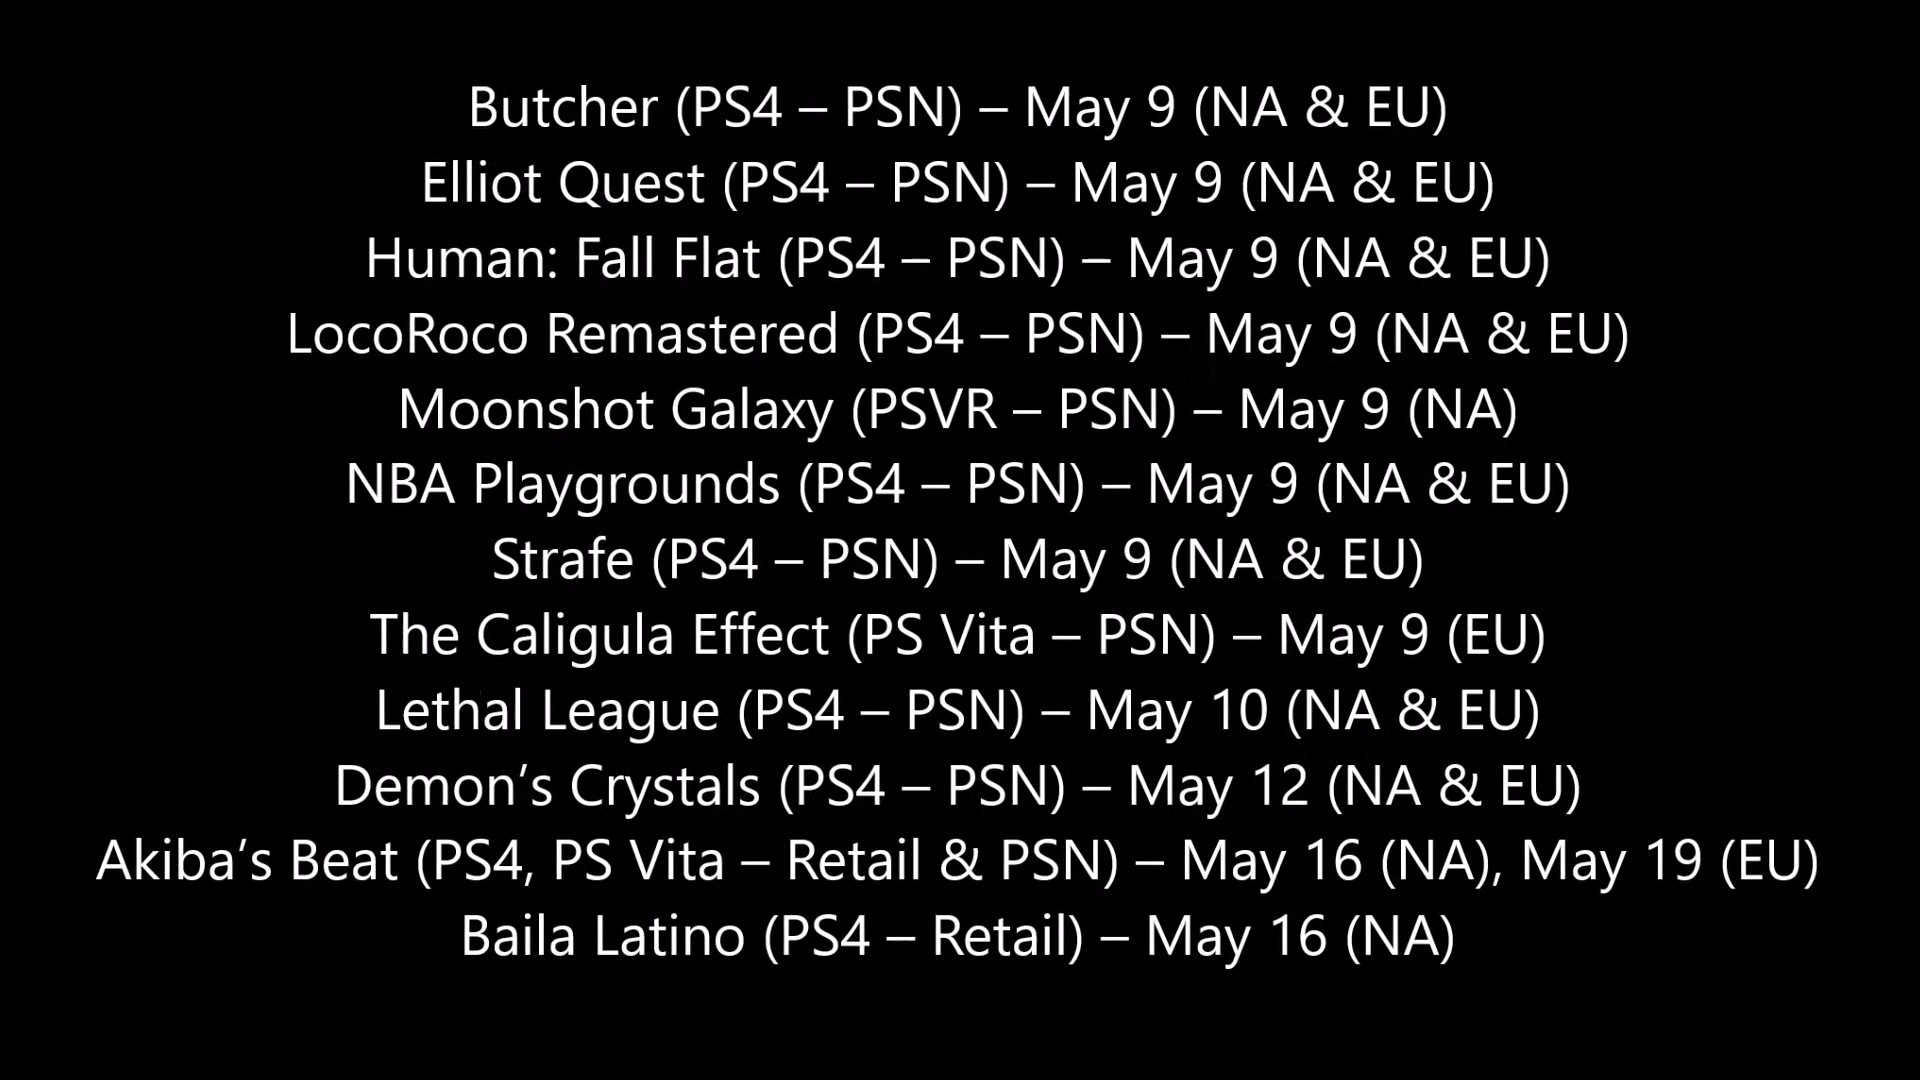 Butcher (PS4 – PSN) – May 9 (NA & EU)
Elliot Quest (PS4 – PSN) – May 9 (NA & EU)
Human: Fall Flat (PS4 – PSN) – May 9 (NA & EU)
LocoRoco Remastered (PS4 – PSN) – May 9 (NA & EU)
Moonshot Galaxy (PSVR – PSN) – May 9 (NA)
NBA Playgrounds (PS4 – PSN) – May 9 (NA & EU)
Strafe (PS4 – PSN) – May 9 (NA & EU)
The Caligula Effect (PS Vita – PSN) – May 9 (EU)
Lethal League (PS4 – PSN) – May 10 (NA & EU)
Demon’s Crystals (PS4 – PSN) – May 12 (NA & EU)
Akiba’s Beat (PS4, PS Vita – Retail & PSN) – May 16 (NA), May 19 (EU)
Baila Latino (PS4 – Retail) – May 16 (NA)